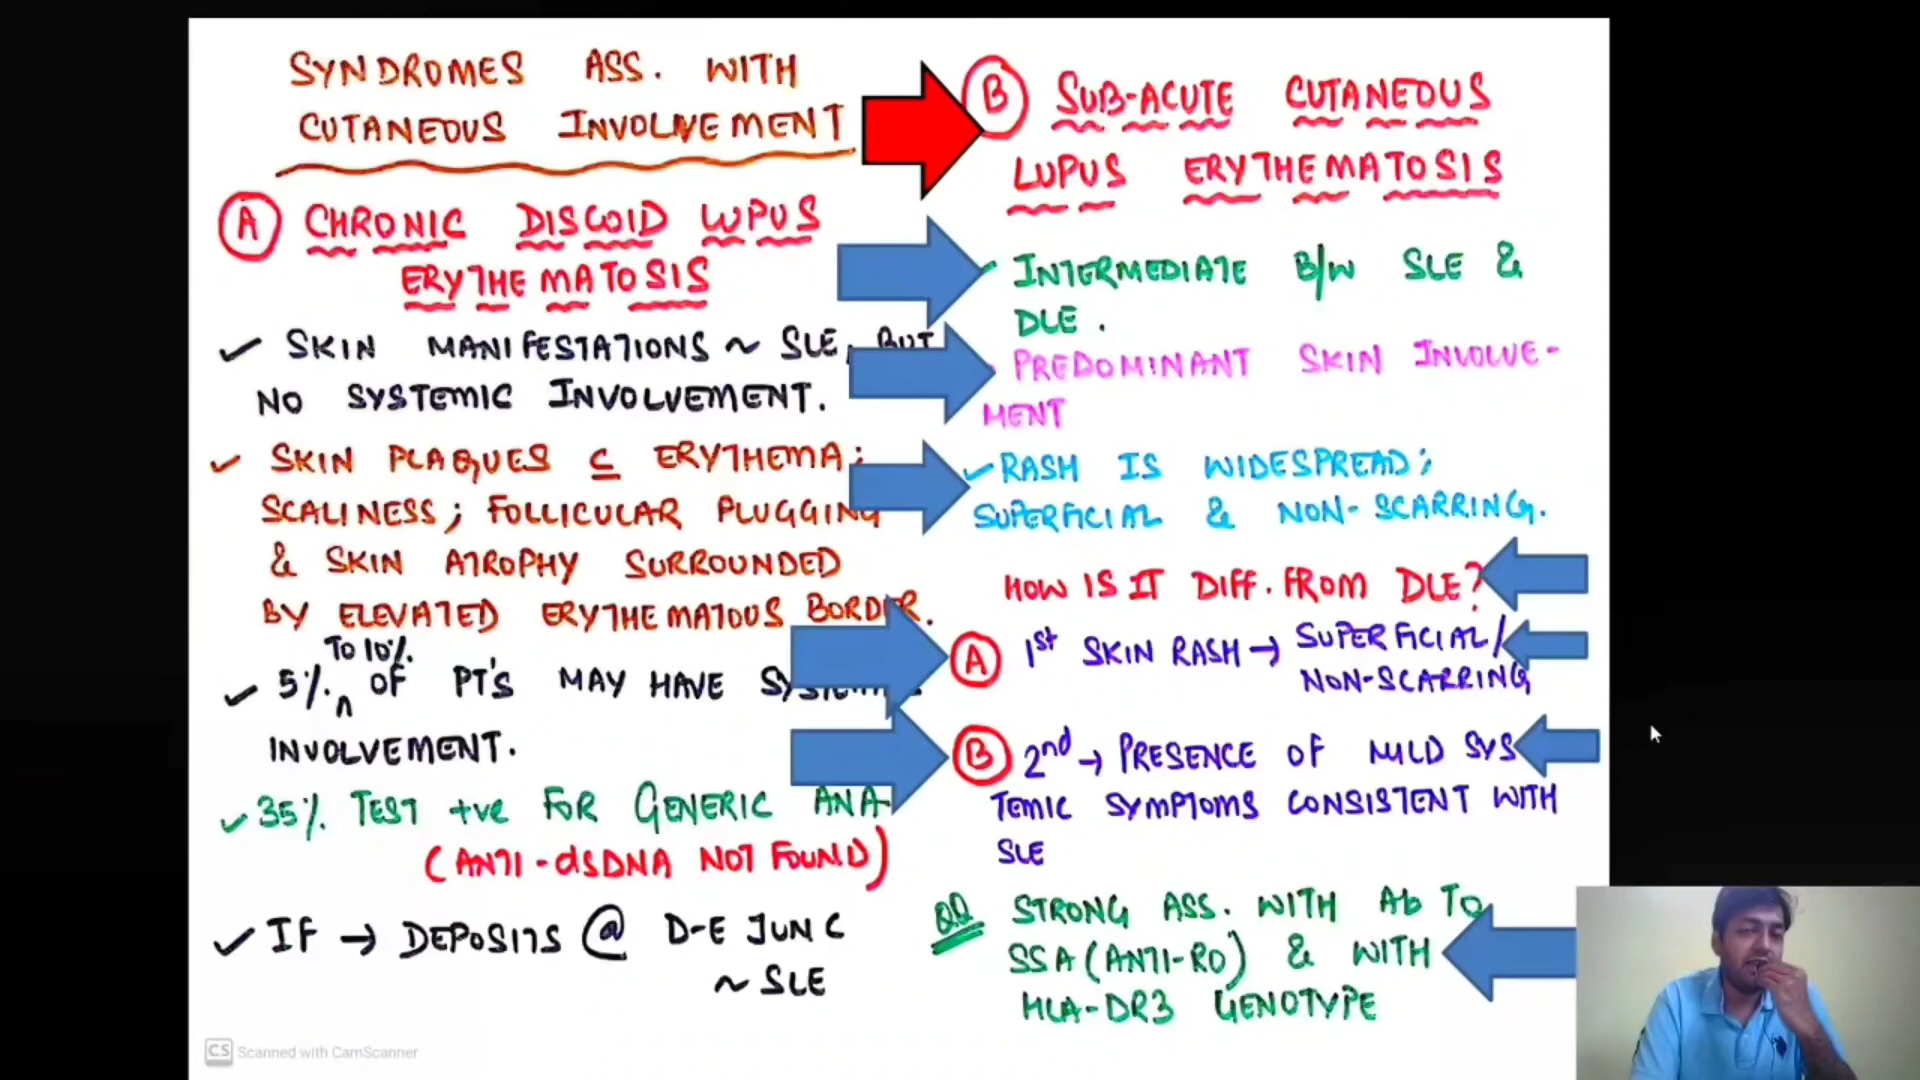 SYNDROMES ASS. WITH
CUTANEOUS INVOLVEMENT
A CHRONIC DISCOID LUPUS
ERYTHEMATOSIS
✓ SKIN MANIFESTATIONS ~ SLE, BUT
NO SYSTEMIC INVOLVEMENT.
✓ SKIN PLAQUES C ERYTHEMA;
SCALINESS; FOLLICULAR PLUGGING
& SKIN ATROPHY SURROUNDED
BY ELEVATED ERYTHEMATOUS BORDER.
TO 10%
✓ 5% OF PT'S MAY HAVE
INVOLVEMENT.
✓ 35% TEST +ve FOR GENERIC ANA
(ANTI-dSDNA NOT FOUND)
✓ IF → DEPOSITS @ D-E JUNC
~ SLE
B SUB-ACUTE CUTANEOUS
LUPUS ERYTHEMATOSIS
✓ INTERMEDIATE B/W SLE &
DLE.
PREDOMINANT SKIN INVOLVE-
MENT
✓ RASH IS WIDESPREAD;
SUPERFICIAL & NON-SCARRING.
HOW IS IT DIFF. FROM DLE?
A 1st SKIN RASH → SUPERFICIAL/
NON-SCARRING
B 2nd → PRESENCE OF MILD SYS
TEMIC SYMPTOMS CONSISTENT WITH
SLE
QQ STRONG ASS. WITH Ab TO
SSA (ANTI-RO) & WITH
HLA-DR3 GENOTYPE
CS Scanned with CamScanner